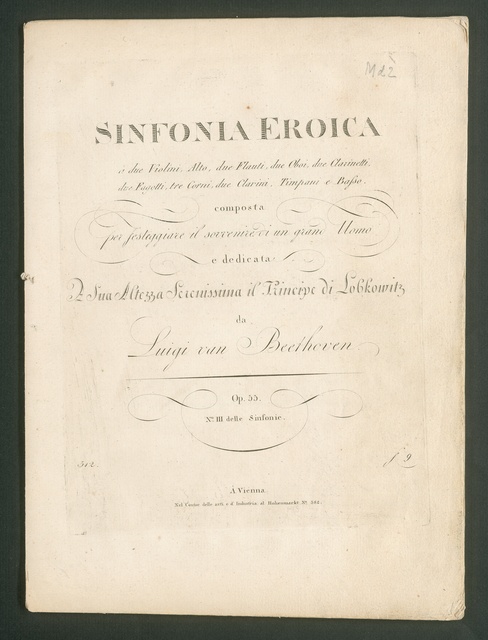 Md2
SINFONIA EROICA
à due Violini, Alto, due Flauti, due Oboi, due Clarinetti,
due Fagotti, tre Corni, due Clarini, Timpani e Basso.
composta
per festeggiare il sovvenire di un grand Uomo
e dedicata
A Sua Altezza Serenissima il Principe di Lobkowitz
da
Luigi van Beethoven
Op. 55.
No. III delle Sinfonie.
512.
f 9
À Vienna
Nel Contor delle arti e d'Industria al Hohenmarkt No. 582.